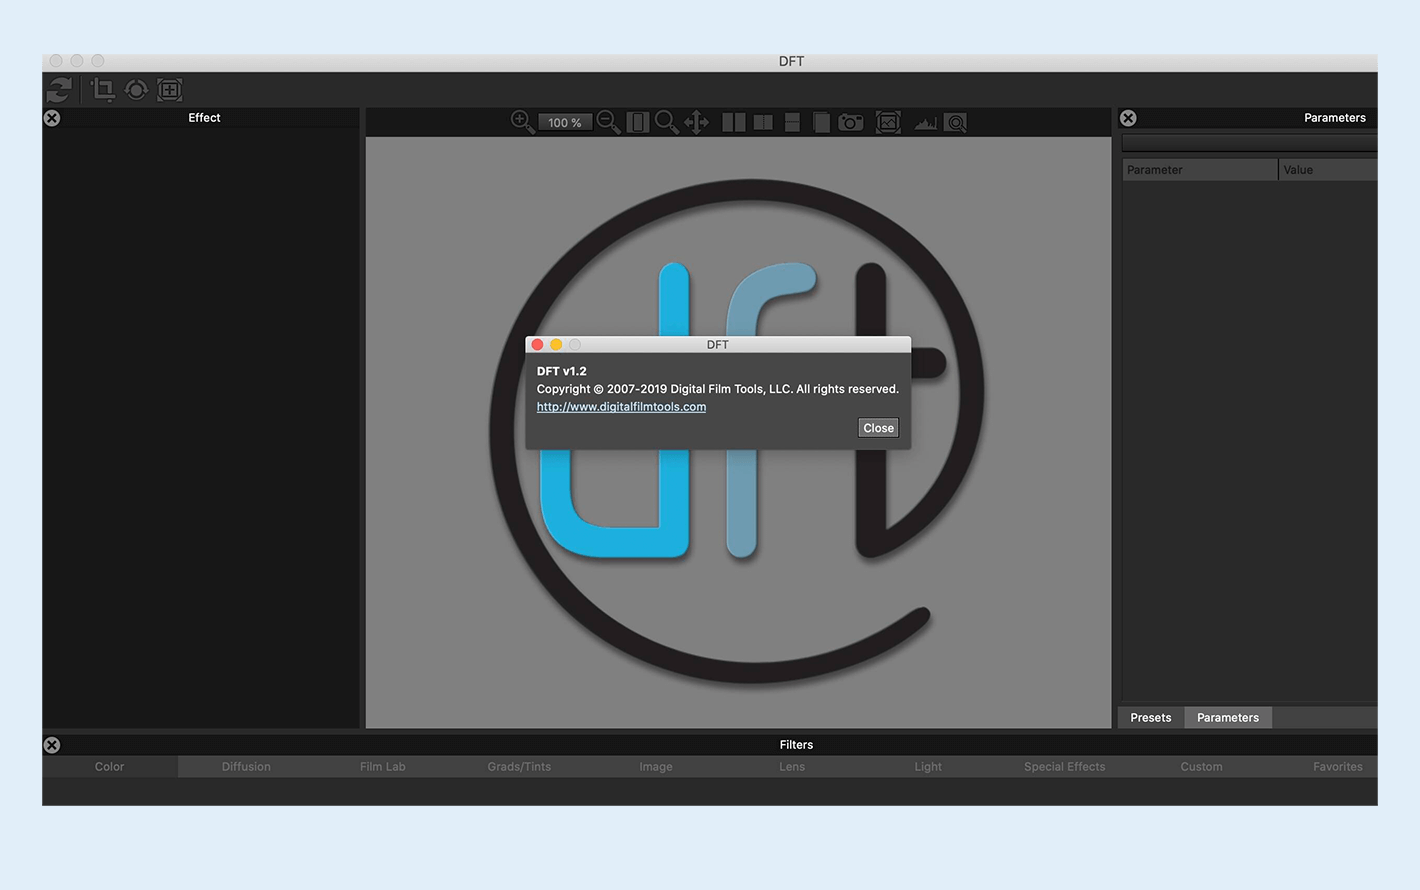 DFT
Effect
100 %
Parameters
Parameter
Value
dft
DFT
DFT v1.2
Copyright © 2007-2019 Digital Film Tools, LLC. All rights reserved.
http://www.digitalfilmtools.com
Close
Presets
Parameters
Filters
Color
Diffusion
Film Lab
Grads/Tints
Image
Lens
Light
Special Effects
Custom
Favorites